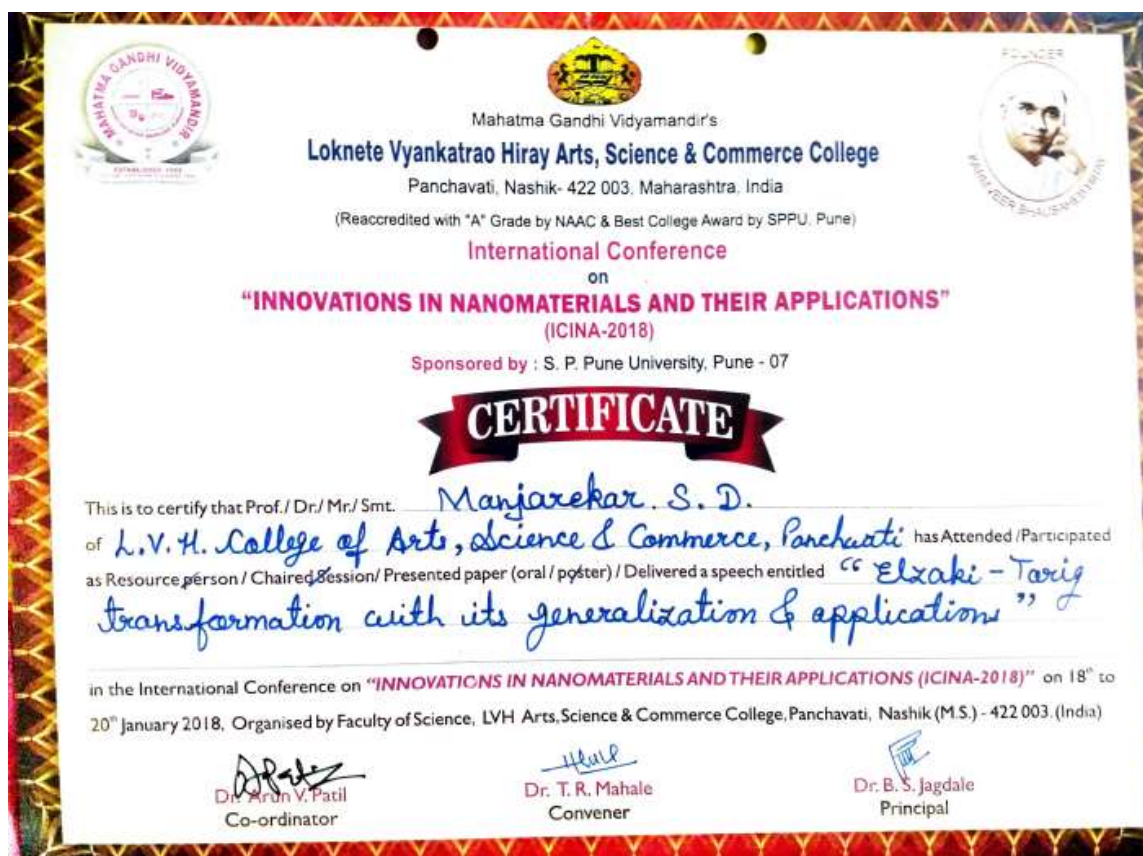 MAHATMA GANDHI VIDYAMANDIR
FOUNDER
Mahatma Gandhi Vidyamandir's
Loknete Vyankatrao Hiray Arts, Science & Commerce College
Panchavati, Nashik- 422 003. Maharashtra. India
(Reaccredited with "A" Grade by NAAC & Best College Award by SPPU. Pune)
International Conference
on
"INNOVATIONS IN NANOMATERIALS AND THEIR APPLICATIONS"
(ICINA-2018)
Sponsored by : S. P. Pune University, Pune - 07
CERTIFICATE
This is to certify that Prof./ Dr./ Mr./ Smt. Manjarekar. S. D.
of L.V.H. College of Arts, Science & Commerce, Panchvati has Attended /Participated
as Resource person / Chaired Session/ Presented paper (oral / poster) / Delivered a speech entitled "Elzaki-Tarig
transformation with its generalization & application"
in the International Conference on "INNOVATIONS IN NANOMATERIALS AND THEIR APPLICATIONS (ICINA-2018)" on 18th to
20th January 2018, Organised by Faculty of Science, LVH Arts, Science & Commerce College, Panchavati, Nashik (M.S.) - 422 003. (India)
Dr. Arun V. Patil
Co-ordinator
Dr. T. R. Mahale
Convener
Dr. B. S. Jagdale
Principal